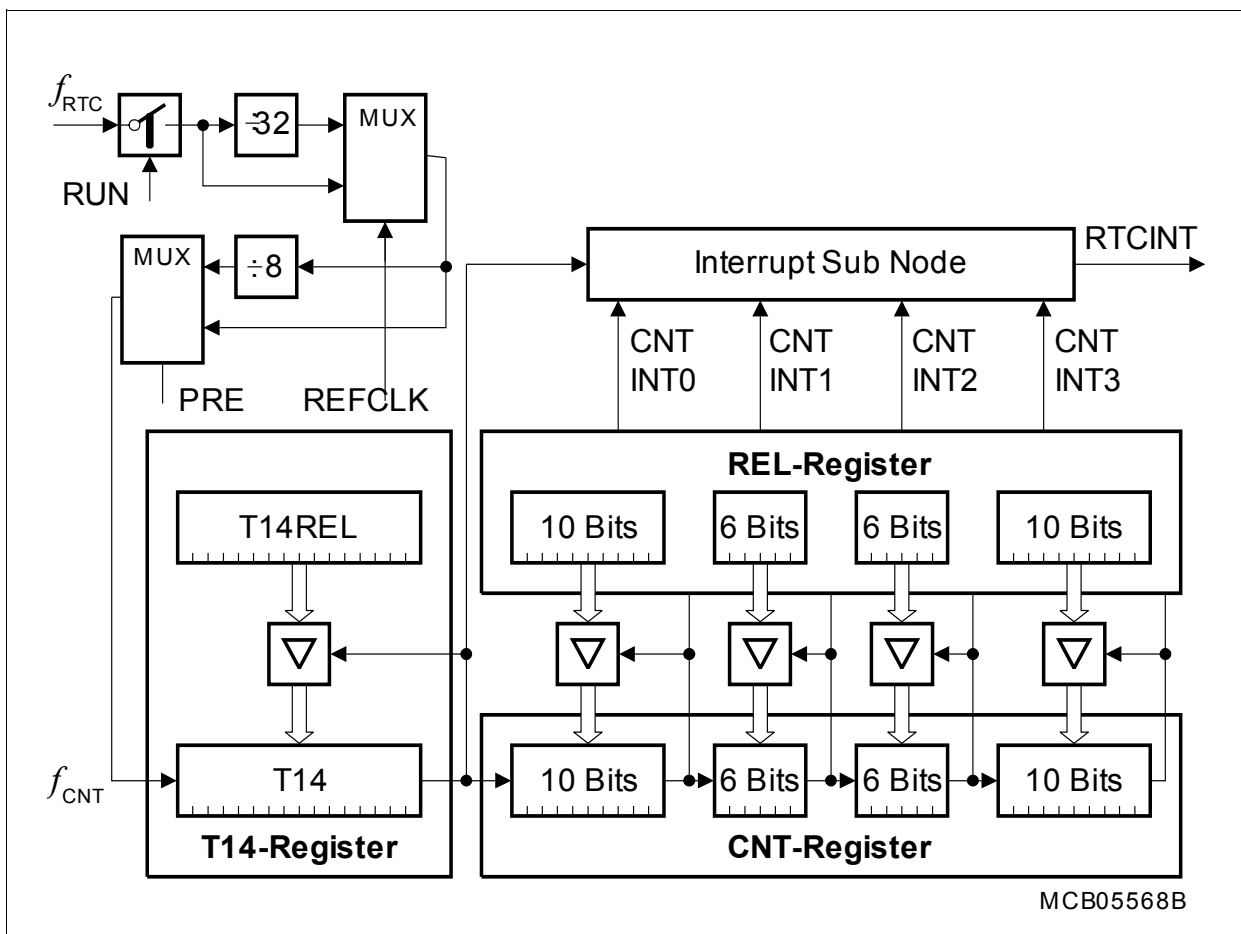 fRTC
÷32
MUX
RUN
MUX
÷8
PRE
REFCLK
Interrupt Sub Node
RTCINT
CNT
INT0
CNT
INT1
CNT
INT2
CNT
INT3
REL-Register
T14REL
10 Bits
6 Bits
6 Bits
10 Bits
fCNT
T14
10 Bits
6 Bits
6 Bits
10 Bits
T14-Register
CNT-Register
MCB05568B